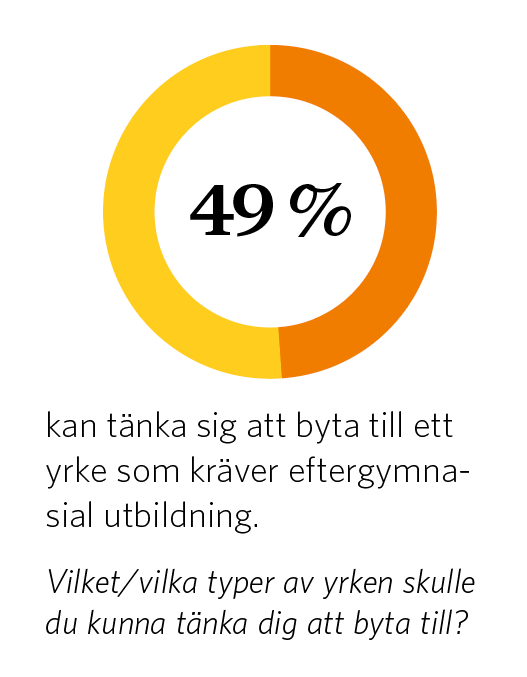 49 %
kan tänka sig att byta till ett
yrke som kräver eftergymna-
sial utbildning.
Vilket/vilka typer av yrken skulle
du kunna tänka dig att byta till?